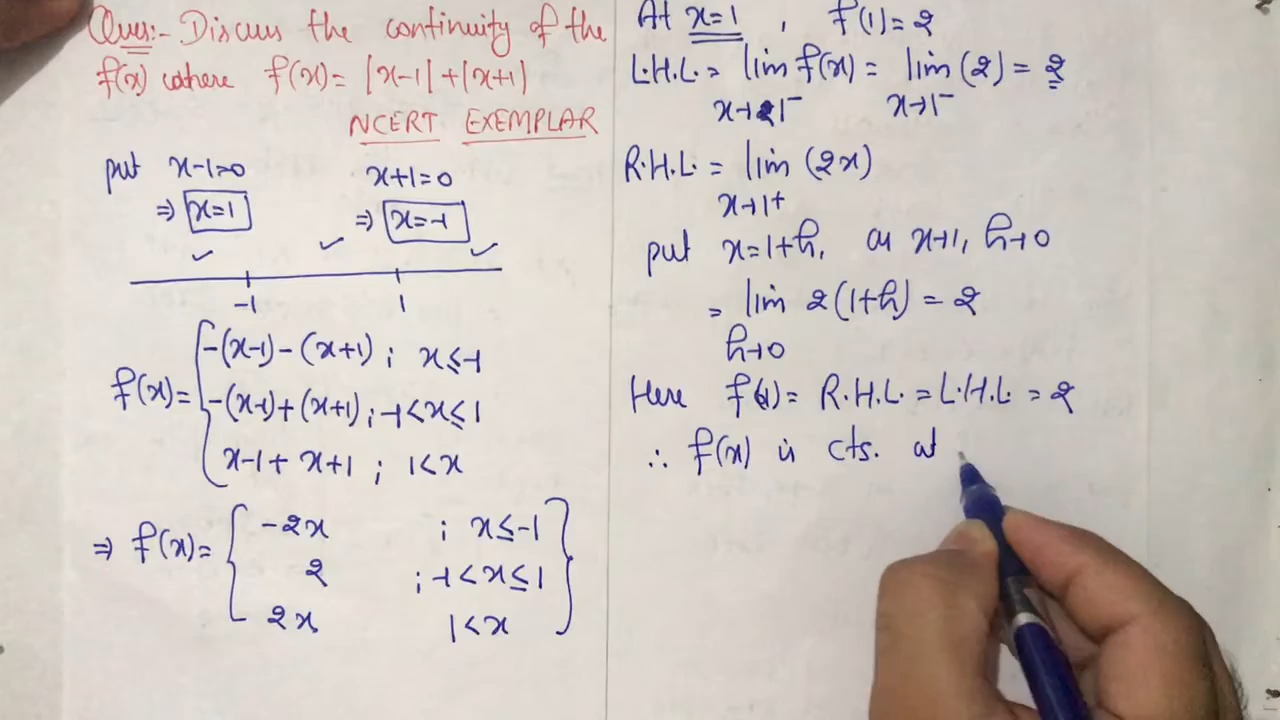 Ques:- Discuss the continuity of the
f(x) where f(x) = |x-1| + |x+1|
NCERT EXEMPLAR
put x-1=0 x+1=0
⇒ x=1 ⇒ x=-1
-1 1
f(x) = { -(x-1) - (x+1) ; x≤-1
-(x-1) + (x+1) ; -1<x≤1
x-1 + x+1 ; 1<x
⇒ f(x) = { -2x ; x≤-1
2 ; -1<x≤1
2x 1<x }
At x=1 , f(1) = 2
L.H.L. = lim f(x) = lim (2) = 2
x→1⁻ x→1⁻
R.H.L. = lim (2x)
x→1+
put x=1+h, as x→1, h→0
= lim 2(1+h) = 2
h→0
Here f(1) = R.H.L. = L.H.L. = 2
∴ f(x) is cts. at